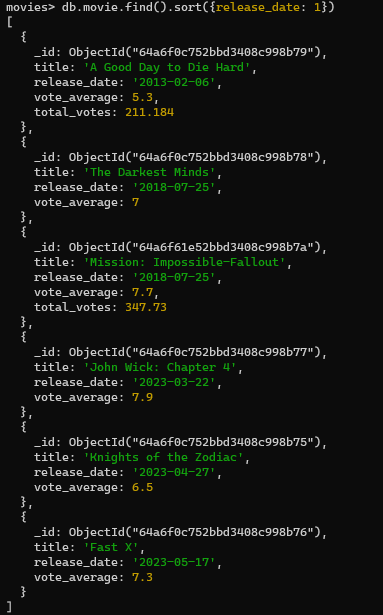 movies> db.movie.find().sort({release_date: 1})
[
  {
    _id: ObjectId("64a6f0c752bbd3408c998b79"),
    title: 'A Good Day to Die Hard',
    release_date: '2013-02-06',
    vote_average: 5.3,
    total_votes: 211.184
  },
  {
    _id: ObjectId("64a6f0c752bbd3408c998b78"),
    title: 'The Darkest Minds',
    release_date: '2018-07-25',
    vote_average: 7
  },
  {
    _id: ObjectId("64a6f61e52bbd3408c998b7a"),
    title: 'Mission: Impossible-Fallout',
    release_date: '2018-07-25',
    vote_average: 7.7,
    total_votes: 347.73
  },
  {
    _id: ObjectId("64a6f0c752bbd3408c998b77"),
    title: 'John Wick: Chapter 4',
    release_date: '2023-03-22',
    vote_average: 7.9
  },
  {
    _id: ObjectId("64a6f0c752bbd3408c998b75"),
    title: 'Knights of the Zodiac',
    release_date: '2023-04-27',
    vote_average: 6.5
  },
  {
    _id: ObjectId("64a6f0c752bbd3408c998b76"),
    title: 'Fast X',
    release_date: '2023-05-17',
    vote_average: 7.3
  }
]